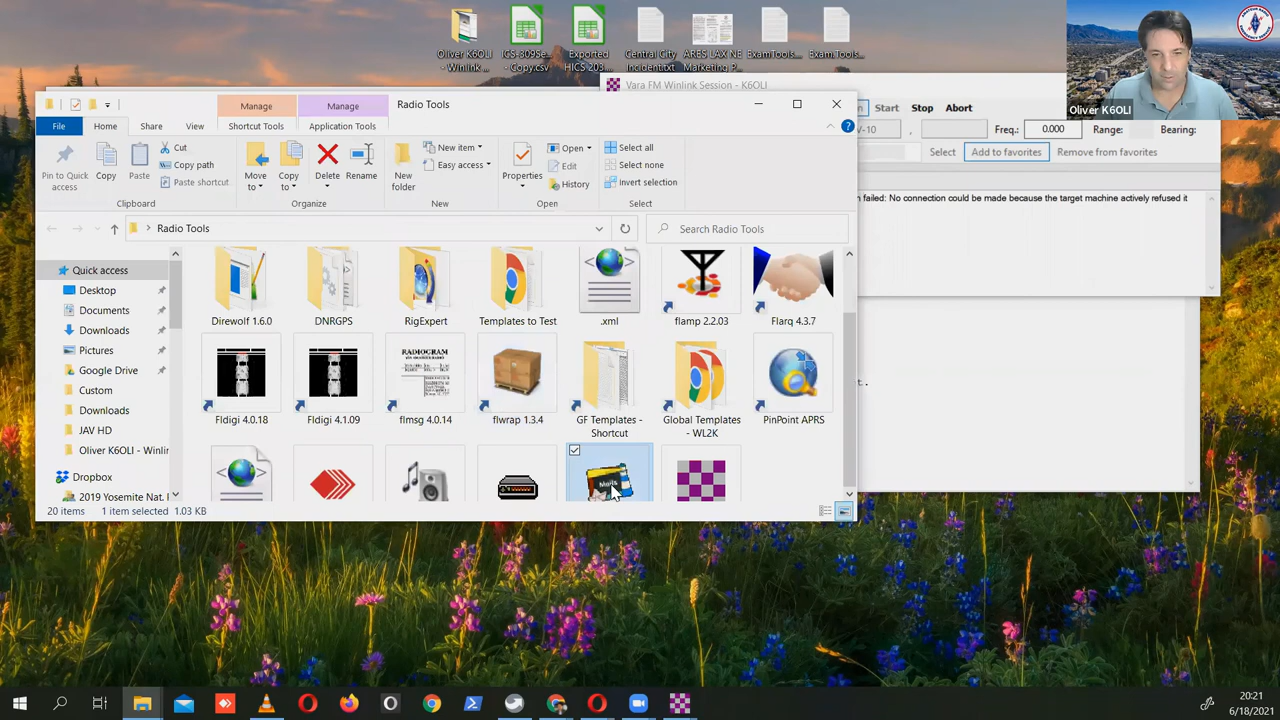 Oliver K6OLI
- Winlink ...
ICS-309Se...
- Copy.csv
Exported
HICS 203...
Central City
Incident.txt
ARES LAX NE
Marketing P...
ExamTools...
ExamTools...
Vara FM Winlink Session - K6OLI
Oliver K6OLI
Start
Stop
Abort
V-10
,
Freq.:
0.000
Range:
Bearing:
Select
Add to favorites
Remove from favorites
failed: No connection could be made because the target machine actively refused it
Manage
Manage
Radio Tools
File
Home
Share
View
Shortcut Tools
Application Tools
Pin to Quick
access
Copy
Paste
Cut
Copy path
Paste shortcut
Clipboard
Move
to
Copy
to
Delete
Rename
Organize
New
folder
New item
Easy access
New
Properties
Open
Edit
History
Open
Select all
Select none
Invert selection
Select
Radio Tools
Search Radio Tools
Quick access
Desktop
Documents
Downloads
Pictures
Google Drive
Custom
Downloads
JAV HD
Oliver K6OLI - Winlin
Dropbox
2019 Yosemite Nat. I
Direwolf 1.6.0
DNRGPS
RigExpert
Templates to Test
.xml
flamp 2.2.03
Flarq 4.3.7
RADIOGRAM
Fldigi 4.0.18
Fldigi 4.1.09
flmsg 4.0.14
flwrap 1.3.4
GF Templates -
Shortcut
Global Templates
- WL2K
PinPoint APRS
20 items
1 item selected 1.03 KB
20:21
6/18/2021